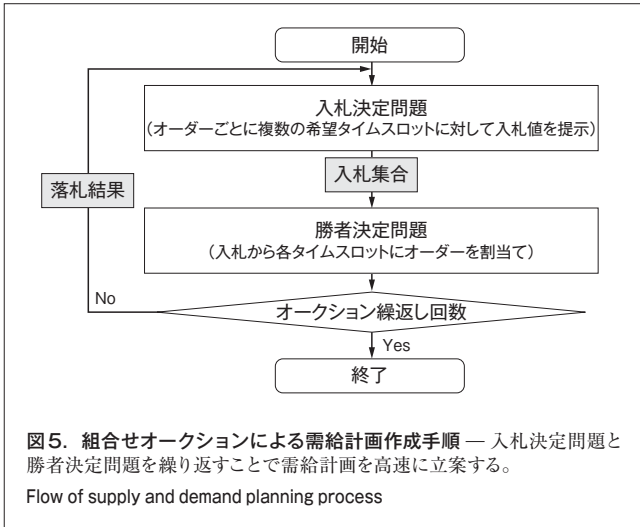 開始
入札決定問題
(オーダーごとに複数の希望タイムスロットに対して入札値を提示)
入札集合
落札結果
勝者決定問題
(入札から各タイムスロットにオーダーを割当て)
No
オークション繰返し回数
Yes
終了
図5. 組合せオークションによる需給計画作成手順 — 入札決定問題と
勝者決定問題を繰り返すことで需給計画を高速に立案する。
Flow of supply and demand planning process